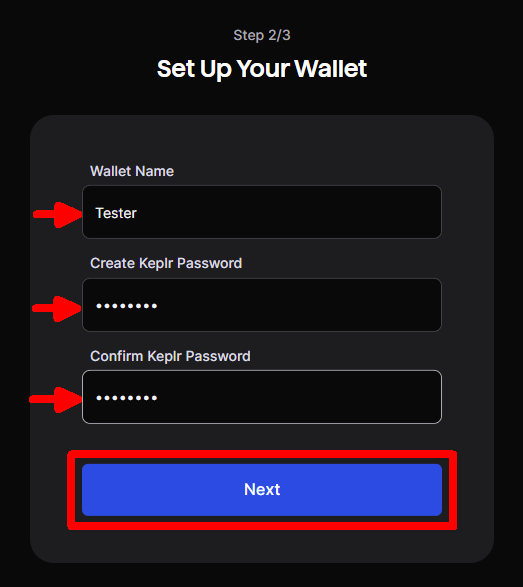 Step 2/3
Set Up Your Wallet
Wallet Name
Tester
Create Keplr Password
••••••••
Confirm Keplr Password
••••••••
Next